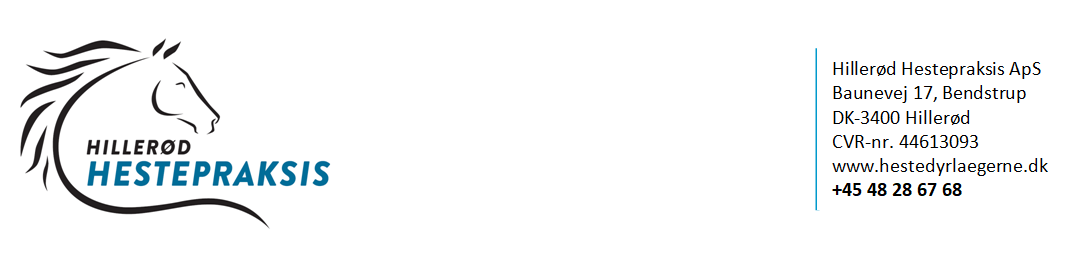 HILLERØD
HESTEPRAKSIS
Hillerød Hestepraksis ApS
Baunevej 17, Bendstrup
DK-3400 Hillerød
CVR-nr. 44613093
www.hestedyrlaegerne.dk
+45 48 28 67 68